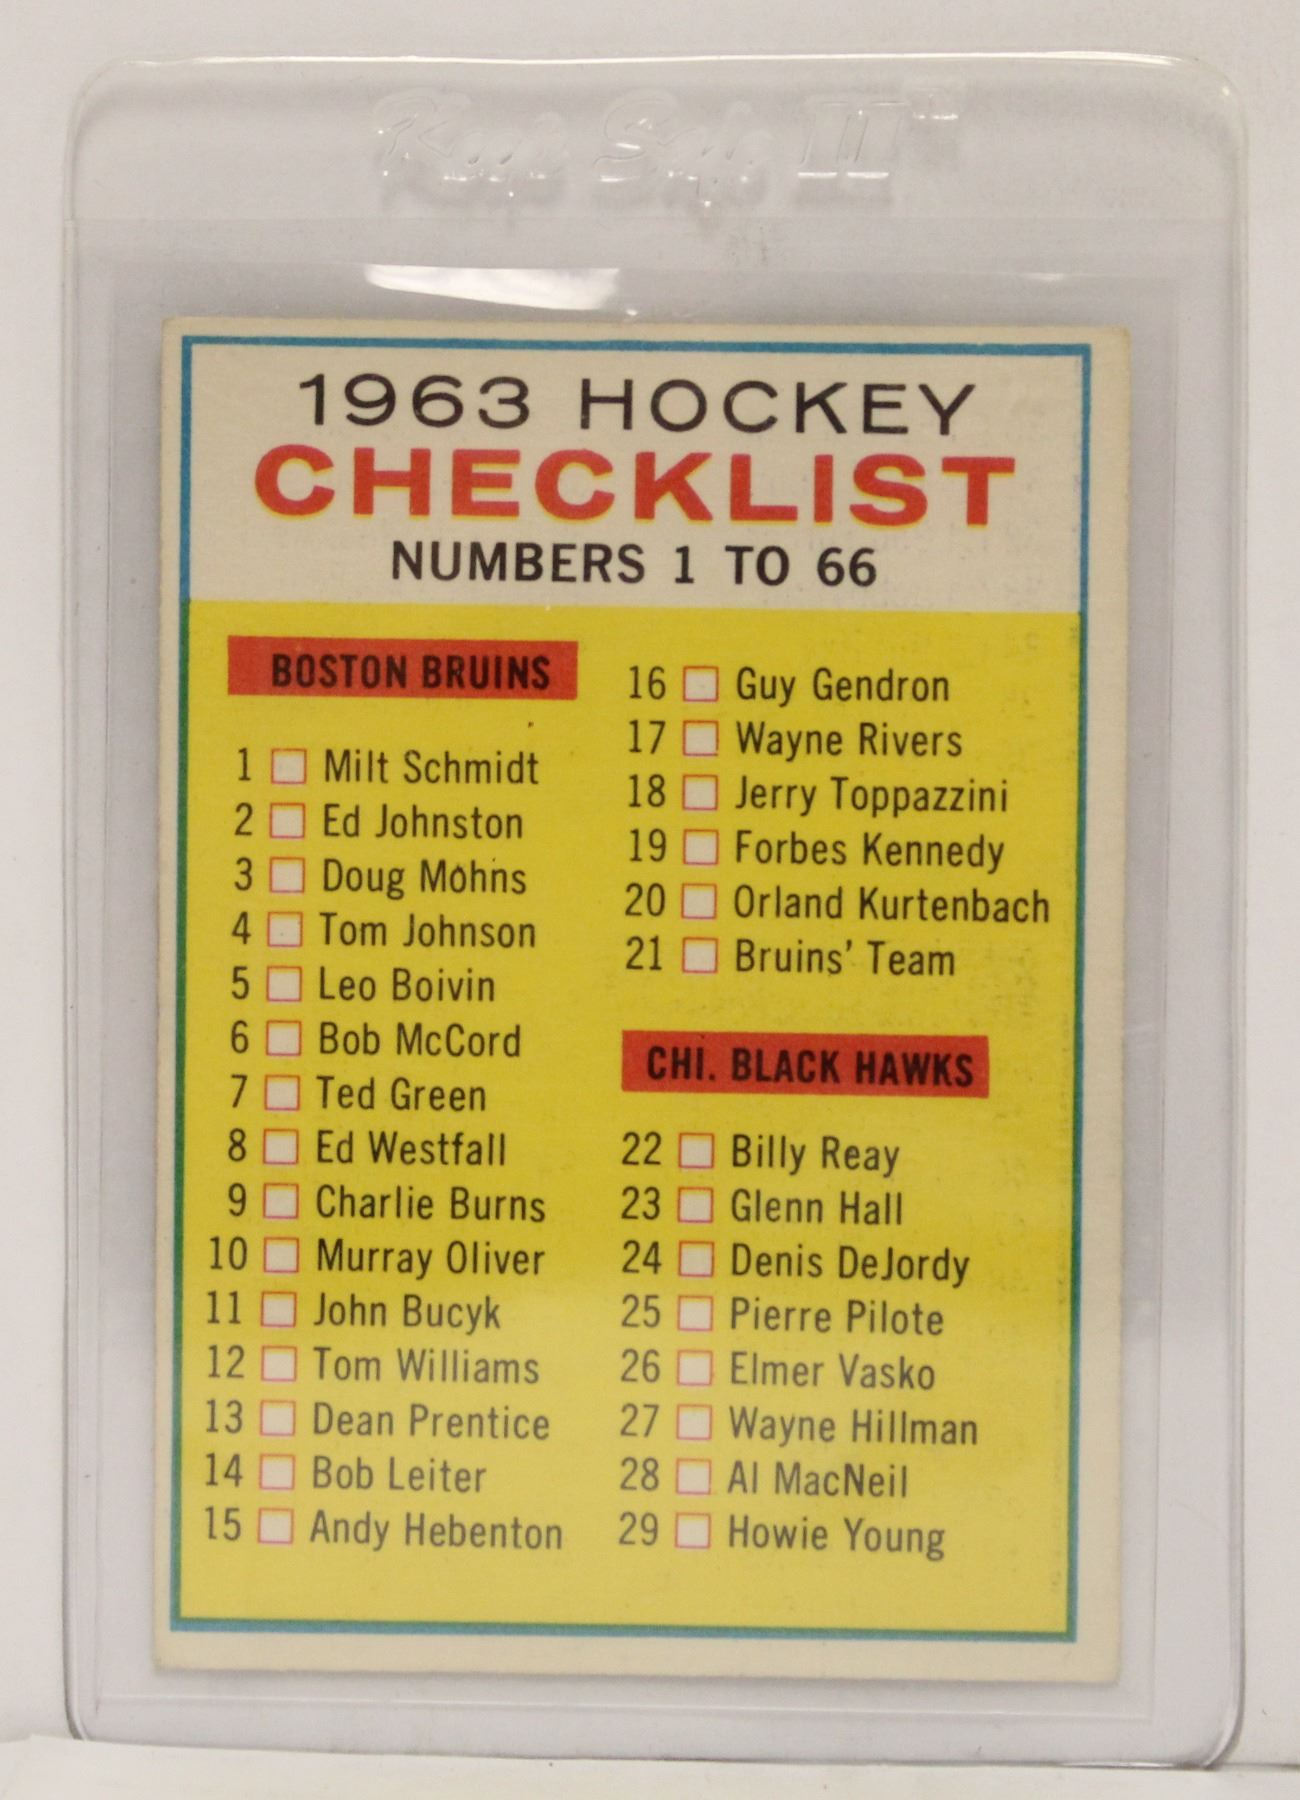 Keep Safe III
1963 HOCKEY
CHECKLIST
NUMBERS 1 TO 66
BOSTON BRUINS
1 Milt Schmidt
2 Ed Johnston
3 Doug Mohns
4 Tom Johnson
5 Leo Boivin
6 Bob McCord
7 Ted Green
8 Ed Westfall
9 Charlie Burns
10 Murray Oliver
11 John Bucyk
12 Tom Williams
13 Dean Prentice
14 Bob Leiter
15 Andy Hebenton
16 Guy Gendron
17 Wayne Rivers
18 Jerry Toppazzini
19 Forbes Kennedy
20 Orland Kurtenbach
21 Bruins' Team
CHI. BLACK HAWKS
22 Billy Reay
23 Glenn Hall
24 Denis DeJordy
25 Pierre Pilote
26 Elmer Vasko
27 Wayne Hillman
28 Al MacNeil
29 Howie Young